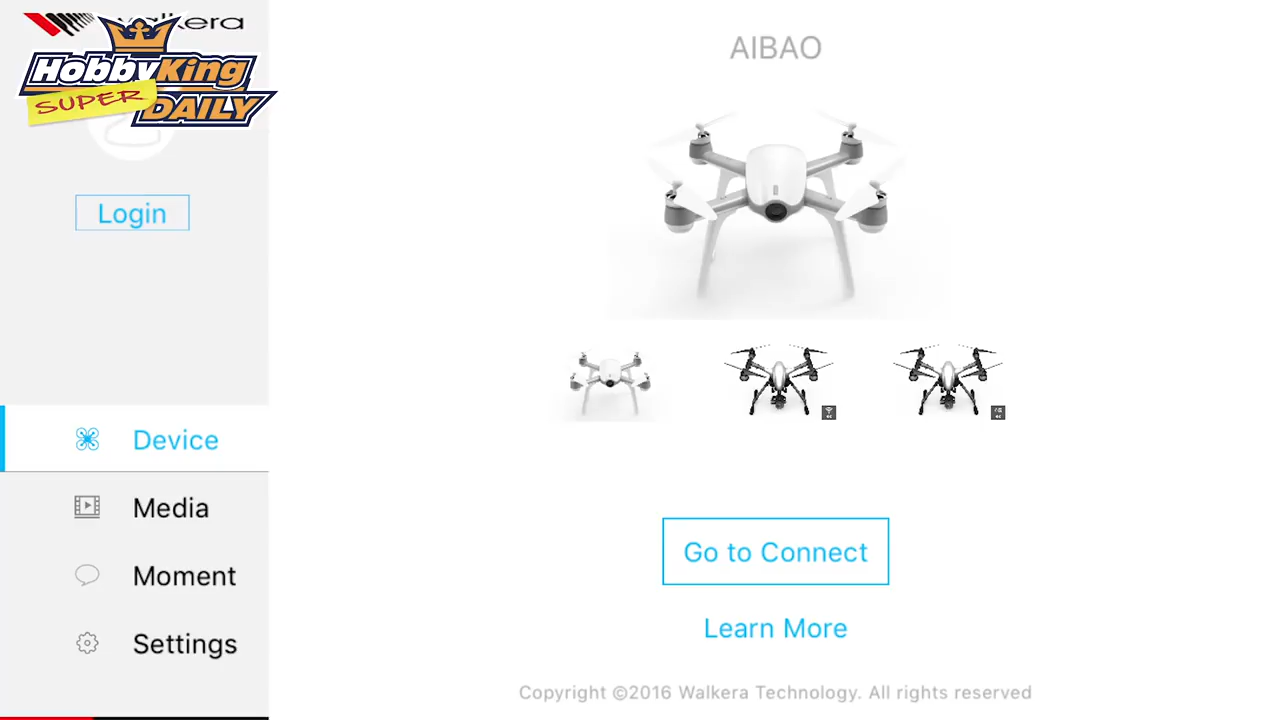 walkera
HobbyKing
SUPER DAILY
Login
Device
Media
Moment
Settings
AIBAO
Go to Connect
Learn More
Copyright ©2016 Walkera Technology. All rights reserved